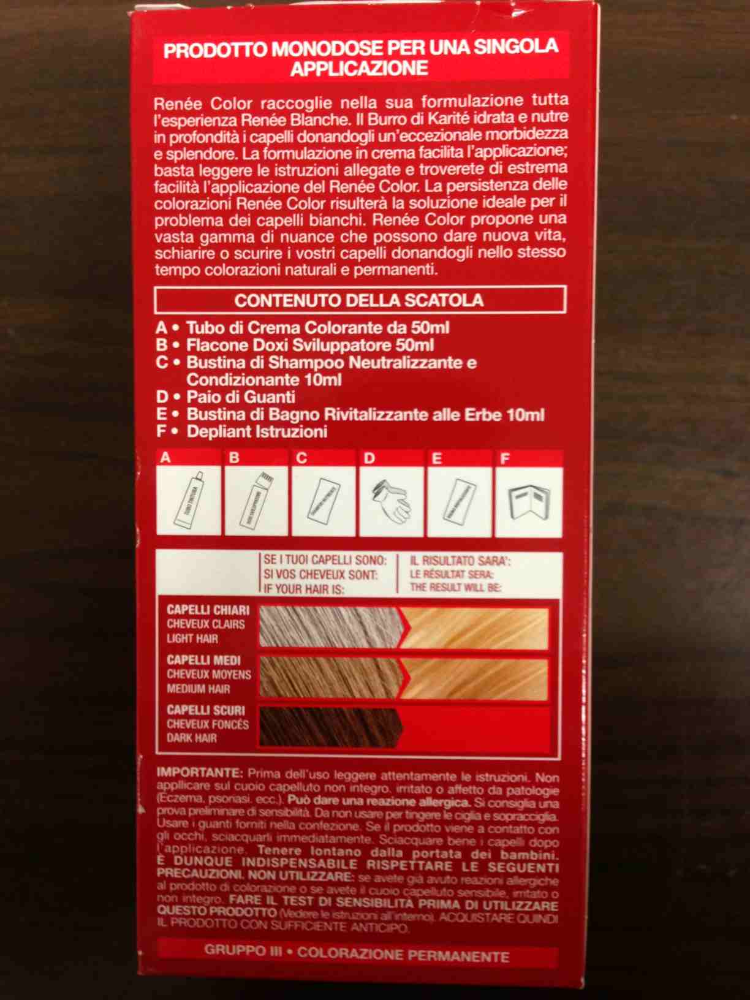 PRODOTTO MONODOSE PER UNA SINGOLA
APPLICAZIONE
Renée Color raccoglie nella sua formulazione tutta
l'esperienza Renée Blanche. Il Burro di Karité idrata e nutre
in profondità i capelli donandogli un'eccezionale morbidezza
e splendore. La formulazione in crema facilita l'applicazione;
basta leggere le istruzioni allegate e troverete di estrema
facilità l'applicazione del Renée Color. La persistenza delle
colorazioni Renée Color risulterà la soluzione ideale per il
problema dei capelli bianchi. Renée Color propone una
vasta gamma di nuance che possono dare nuova vita,
schiarire o scurire i vostri capelli donandogli nello stesso
tempo colorazioni naturali e permanenti.
CONTENUTO DELLA SCATOLA
A • Tubo di Crema Colorante da 50ml
B • Flacone Doxi Sviluppatore 50ml
C • Bustina di Shampoo Neutralizzante e
Condizionante 10ml
D • Paio di Guanti
E • Bustina di Bagno Rivitalizzante alle Erbe 10ml
F • Depliant Istruzioni
A B C D E F
TUBO TINTURA
SE I TUOI CAPELLI SONO: IL RISULTATO SARA':
SI VOS CHEVEUX SONT: LE RÉSULTAT SERA:
IF YOUR HAIR IS: THE RESULT WILL BE:
CAPELLI CHIARI
CHEVEUX CLAIRS
LIGHT HAIR
CAPELLI MEDI
CHEVEUX MOYENS
MEDIUM HAIR
CAPELLI SCURI
CHEVEUX FONCÉS
DARK HAIR
IMPORTANTE: Prima dell'uso leggere attentamente le istruzioni. Non
appllicare sul cuoio capelluto non integro, irritato o affetto da patologie
(Eczema, psoriasi, ecc.). Può dare una reazione allergica. Si consiglia una
prova preliminare di sensibilità. Da non usare per tingere le ciglia e sopracciglia.
Usare i guanti forniti nella confezione. Se il prodotto viene a contatto con
gli occhi, sciacquarli immediatamente. Sciacquare bene i capelli dopo
l'applicazione. Tenere lontano dalla portata dei bambini.
È DUNQUE INDISPENSABILE RISPETTARE LE SEGUENTI
PRECAUZIONI. NON UTILIZZARE: se avete già avuto reazioni allergiche
al prodotto di colorazione o se avete il cuoio capelluto sensibile, irritato o
non integro. FARE IL TEST DI SENSIBILITÀ PRIMA DI UTILIZZARE
QUESTO PRODOTTO (Vedere le istruzioni all'interno). ACQUISTARE QUINDI
IL PRODOTTO CON SUFFICIENTE ANTICIPO.
GRUPPO III • COLORAZIONE PERMANENTE